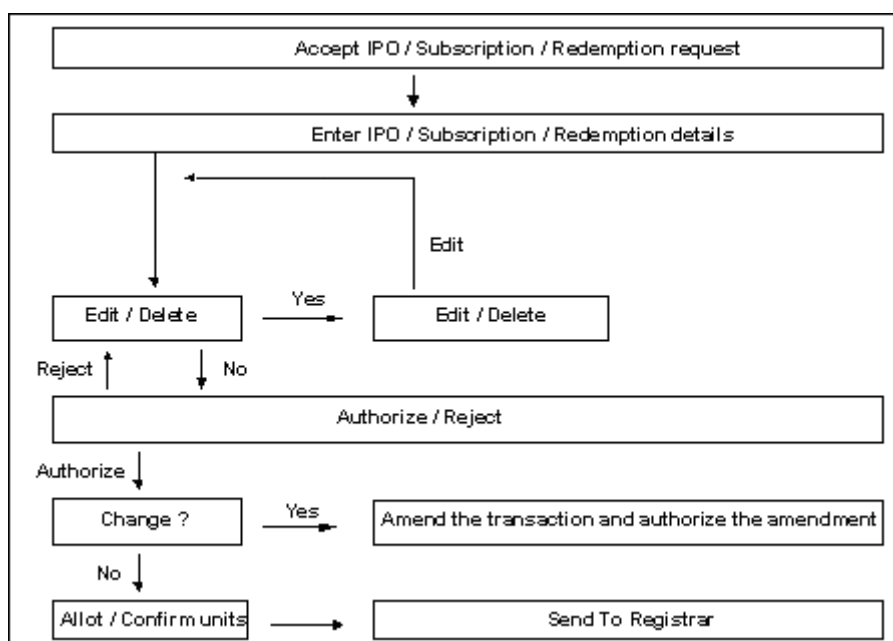 Accept IPO / Subscription / Redemption request
Enter IPO / Subscription / Redemption details
Edit
Yes
Edit / Delete
Edit / Delete
Reject
No
Authorize / Reject
Authorize
Yes
Change ?
Amend the transaction and authorize the amendment
No
Allot / Confirm units
Send To Registrar